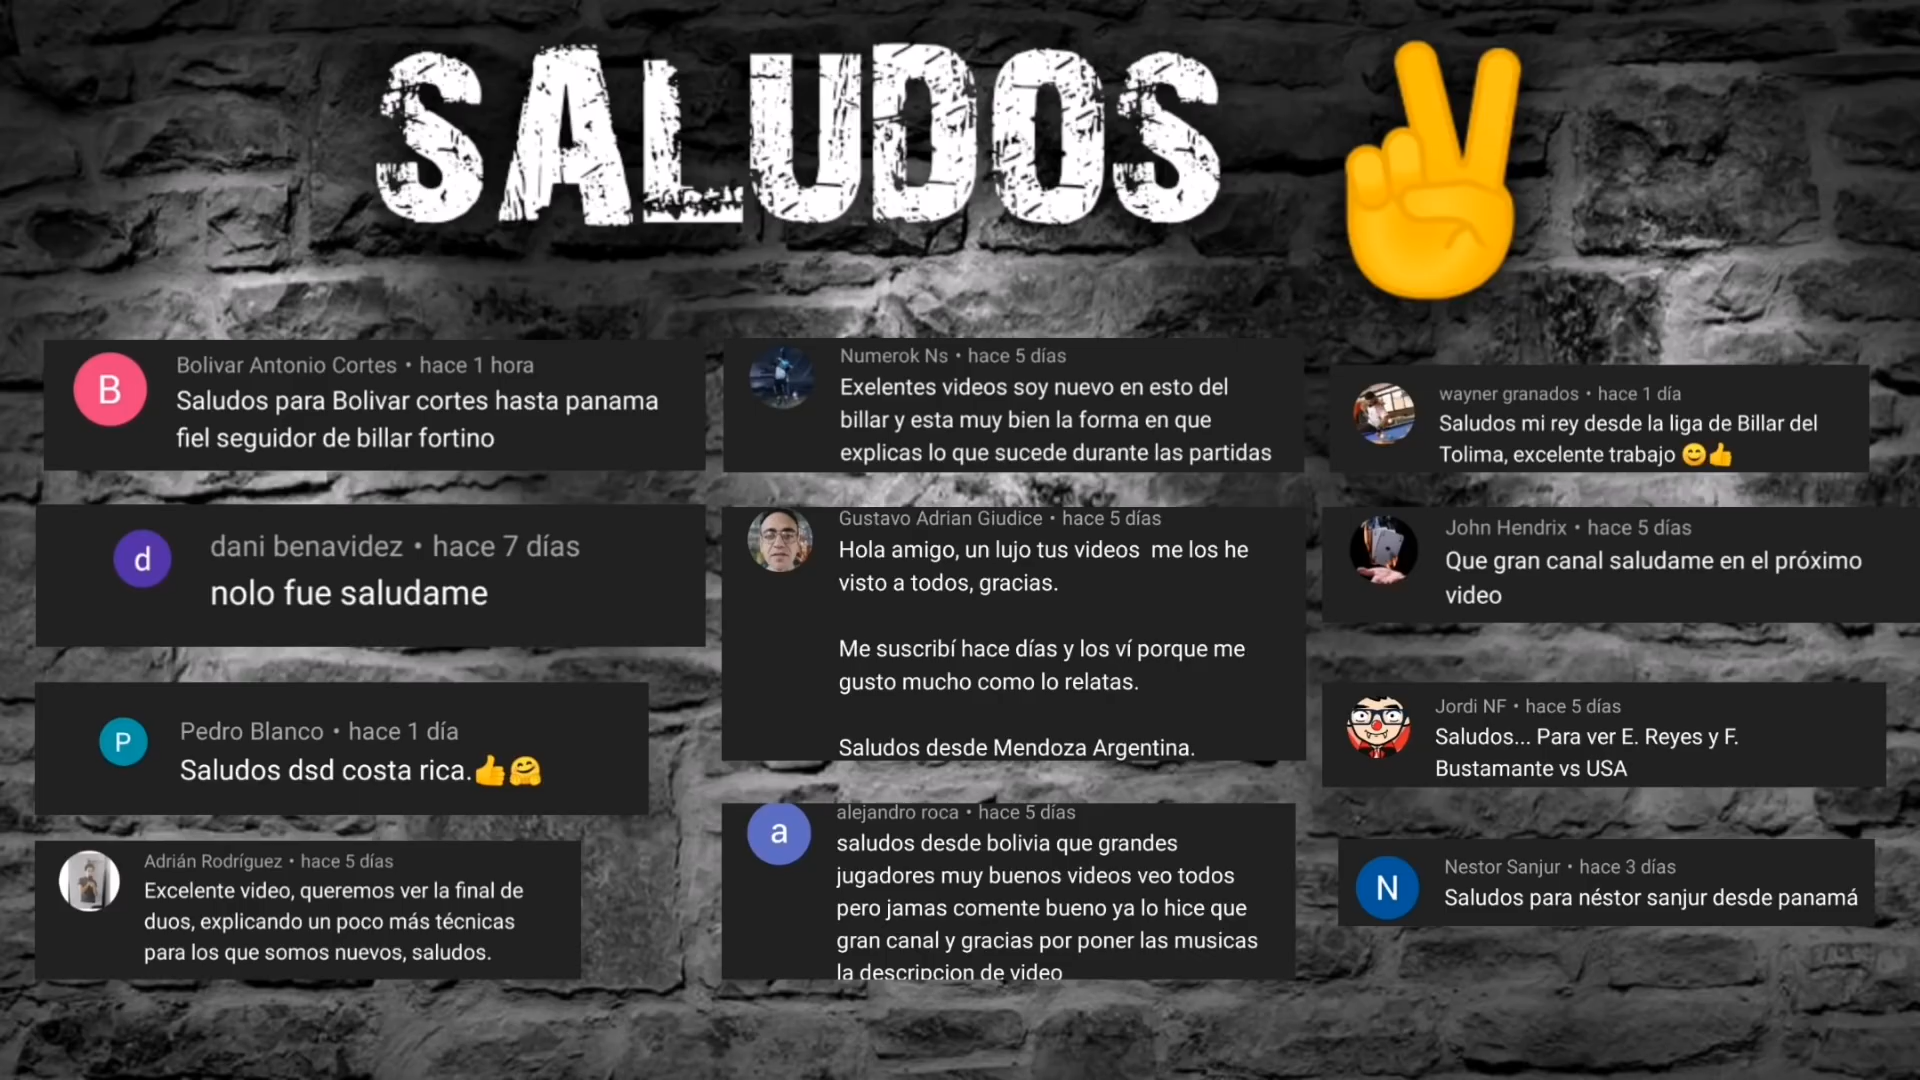 SALUDOS
Bolivar Antonio Cortes • hace 1 hora
Saludos para Bolivar cortes hasta panama
fiel seguidor de billar fortino
dani benavidez • hace 7 días
nolo fue saludame
Pedro Blanco • hace 1 día
Saludos dsd costa rica.👍🤗
Adrián Rodríguez • hace 5 días
Excelente video, queremos ver la final de
duos, explicando un poco más técnicas
para los que somos nuevos, saludos.
Numerok Ns • hace 5 días
Exelentes videos soy nuevo en esto del
billar y esta muy bien la forma en que
explicas lo que sucede durante las partidas
Gustavo Adrian Giudice • hace 5 días
Hola amigo, un lujo tus videos  me los he
visto a todos, gracias.
Me suscribí hace días y los ví porque me
gusto mucho como lo relatas.
Saludos desde Mendoza Argentina.
alejandro roca • hace 5 días
saludos desde bolivia que grandes
jugadores muy buenos videos veo todos
pero jamas comente bueno ya lo hice que
gran canal y gracias por poner las musicas
la descripcion de video
wayner granados • hace 1 día
Saludos mi rey desde la liga de Billar del
Tolima, excelente trabajo 😊👍
John Hendrix • hace 5 días
Que gran canal saludame en el próximo
video
Jordi NF • hace 5 días
Saludos... Para ver E. Reyes y F.
Bustamante vs USA
Nestor Sanjur • hace 3 días
Saludos para néstor sanjur desde panamá
B
d
P
a
N